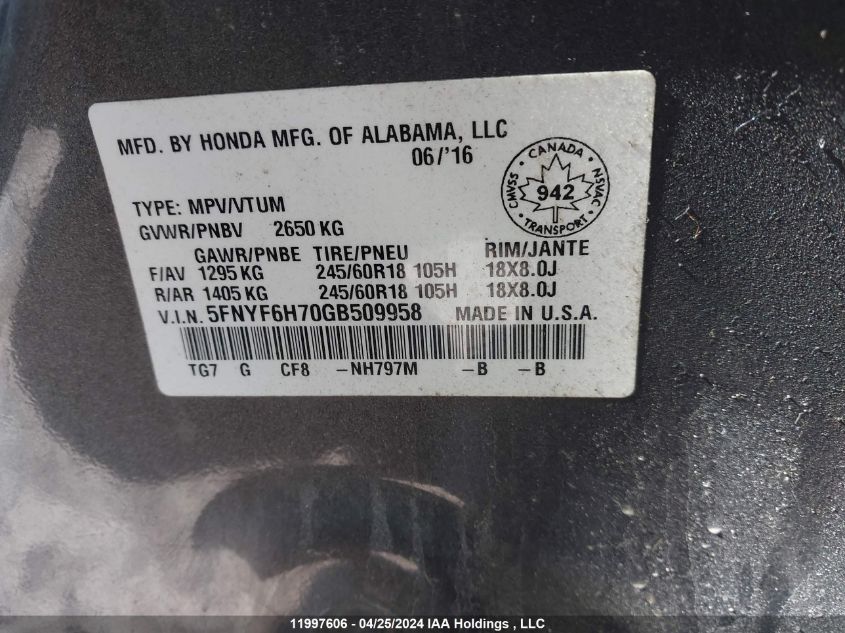 MFD. BY HONDA MFG. OF ALABAMA, LLC
06/'16
CANADA
CMVSS
942
NSVAC
TRANSPORT
TYPE: MPV/VTUM
GVWR/PNBV 2650 KG
GAWR/PNBE TIRE/PNEU RIM/JANTE
F/AV 1295 KG 245/60R18 105H 18X8.0J
R/AR 1405 KG 245/60R18 105H 18X8.0J
V.I.N. 5FNYF6H70GB509958 MADE IN U.S.A.
TG7 G CF8 -NH797M -B -B
11997606 - 04/25/2024 IAA Holdings , LLC